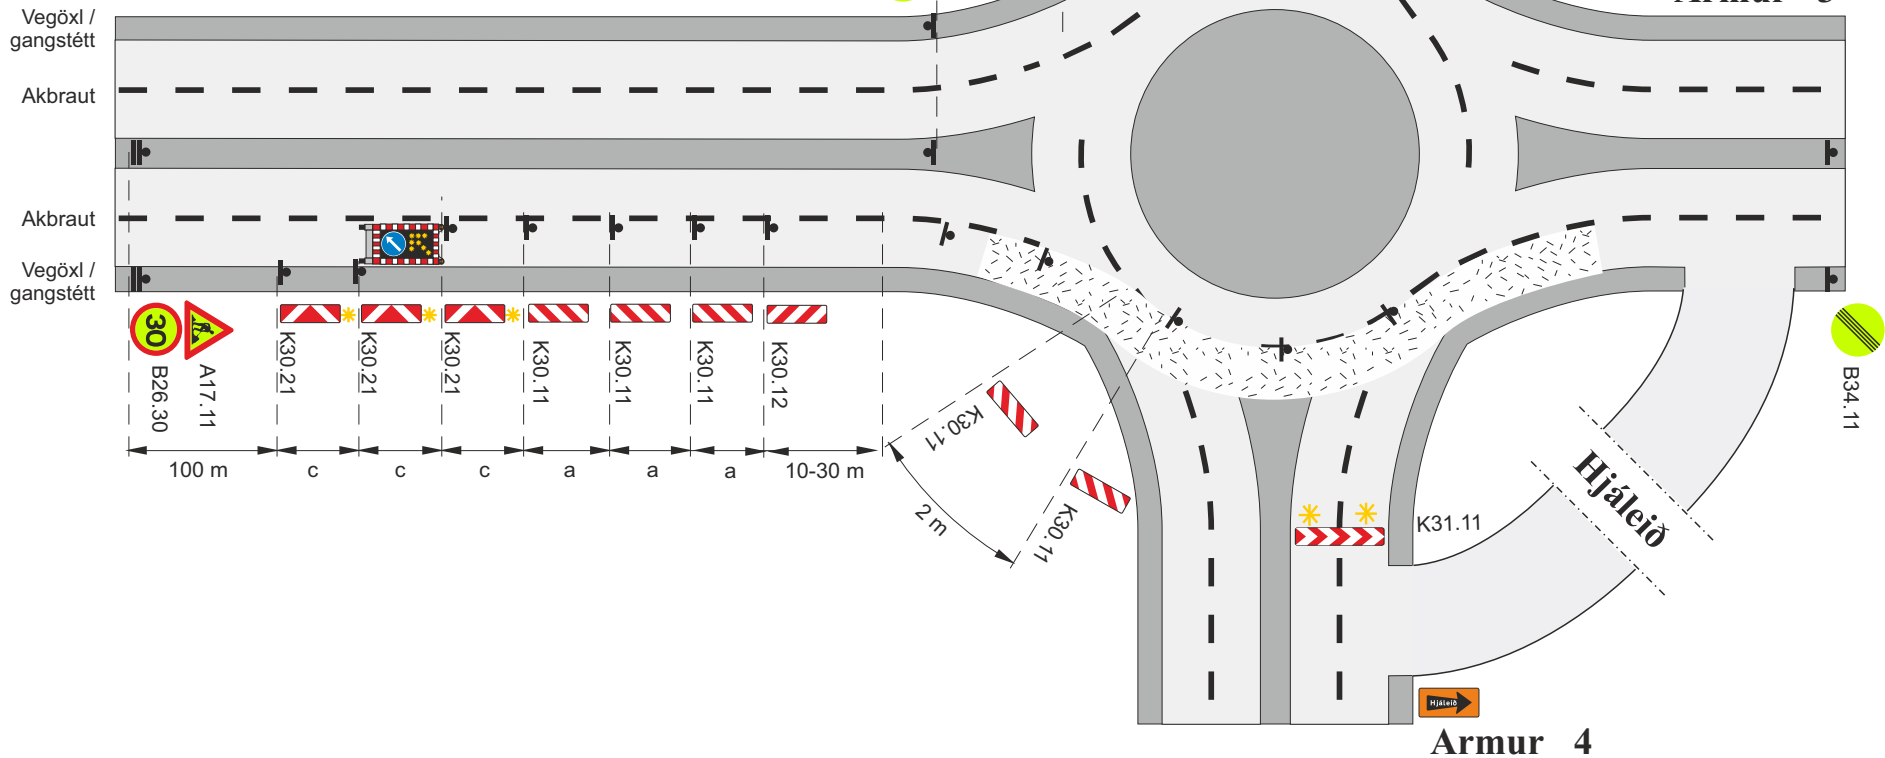 Vegöxl /
gangstétt
Akbraut
Akbraut
Vegöxl /
gangstétt
30
B26.30
A17.11
K30.21
K30.21
K30.21
K30.11
K30.11
K30.11
K30.12
100 m
c
c
c
a
a
a
10-30 m
K30.11
K30.11
2 m
K31.11
Hjáleið
B34.11
Hjáleið
Armur 4